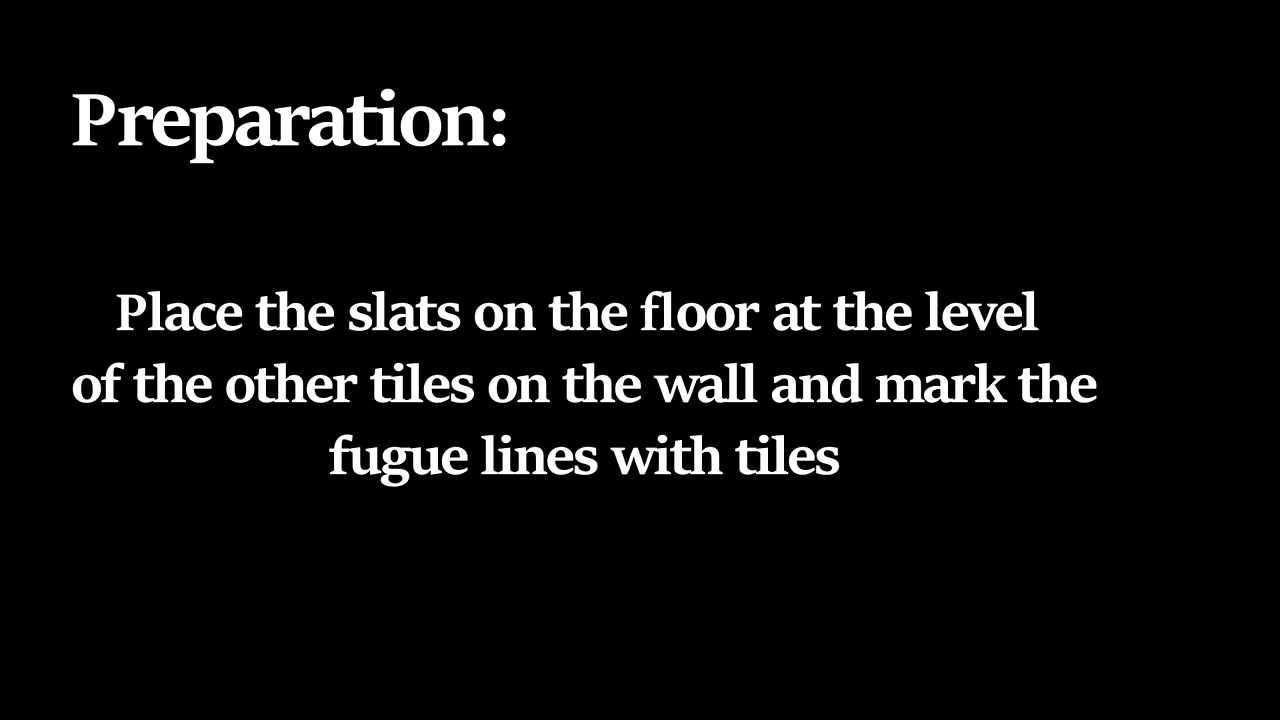 Preparation:
Place the slats on the floor at the level
of the other tiles on the wall and mark the
fugue lines with tiles